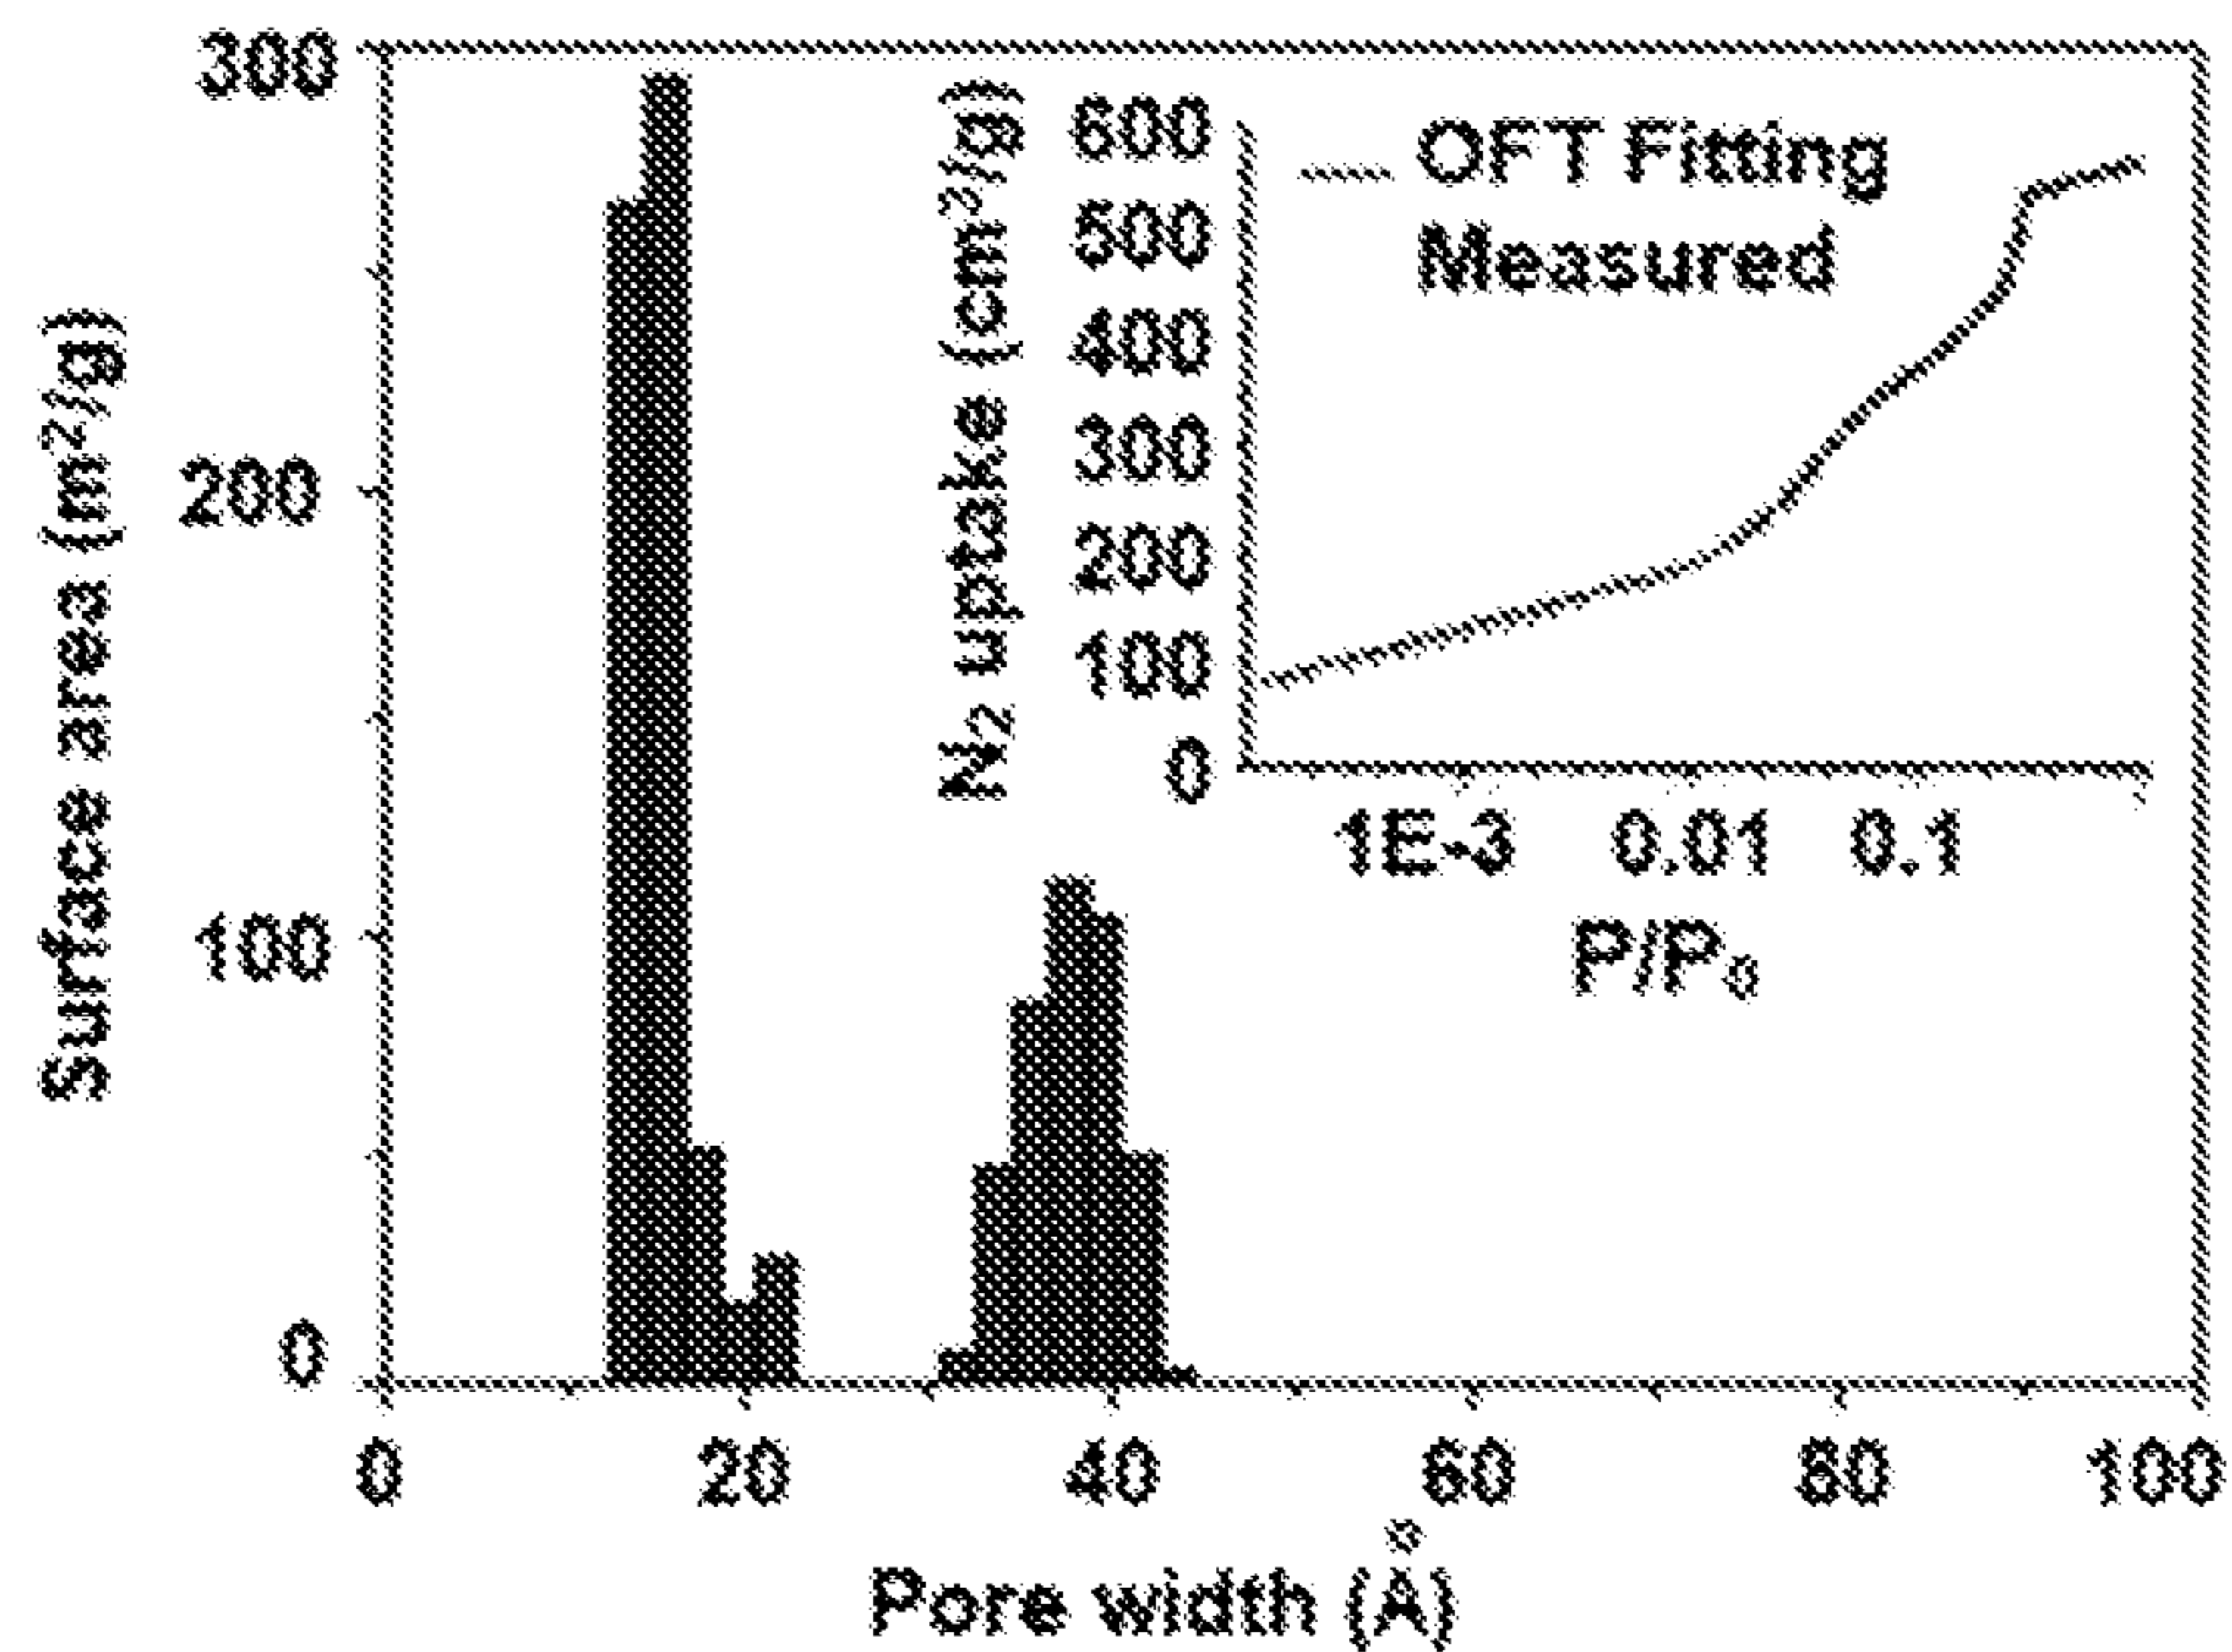 Surface area (m²/g)
300
200
100
0
0 20 40 60 80 100
Pore width (Å)
N₂ uptake (cm³/g)
600
500
400
300
200
100
0
1E-3 0.01 0.1
P/P₀
OFT Fitting
Measured